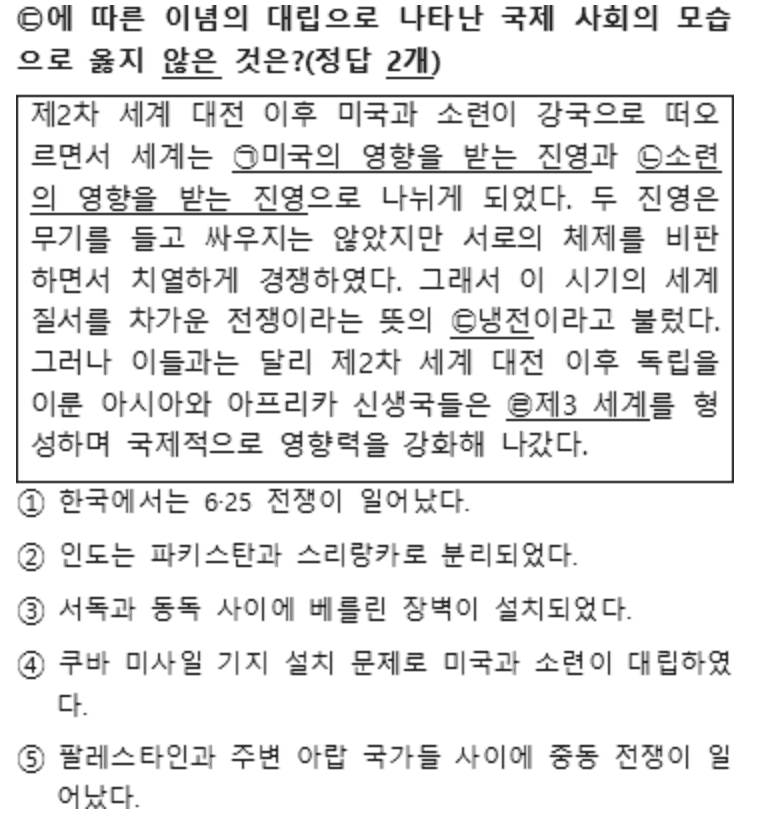 ㉢에 따른 이념의 대립으로 나타난 국제 사회의 모습
으로 옳지 않은 것은?(정답 2개)
제2차 세계 대전 이후 미국과 소련이 강국으로 떠오
르면서 세계는 ㉠미국의 영향을 받는 진영과 ㉡소련
의 영향을 받는 진영으로 나뉘게 되었다. 두 진영은
무기를 들고 싸우지는 않았지만 서로의 체제를 비판
하면서 치열하게 경쟁하였다. 그래서 이 시기의 세계
질서를 차가운 전쟁이라는 뜻의 ㉢냉전이라고 불렀다.
그러나 이들과는 달리 제2차 세계 대전 이후 독립을
이룬 아시아와 아프리카 신생국들은 ㉣제3 세계를 형
성하며 국제적으로 영향력을 강화해 나갔다.
① 한국에서는 6·25 전쟁이 일어났다.
② 인도는 파키스탄과 스리랑카로 분리되었다.
③ 서독과 동독 사이에 베를린 장벽이 설치되었다.
④ 쿠바 미사일 기지 설치 문제로 미국과 소련이 대립하였
다.
⑤ 팔레스타인과 주변 아랍 국가들 사이에 중동 전쟁이 일
어났다.